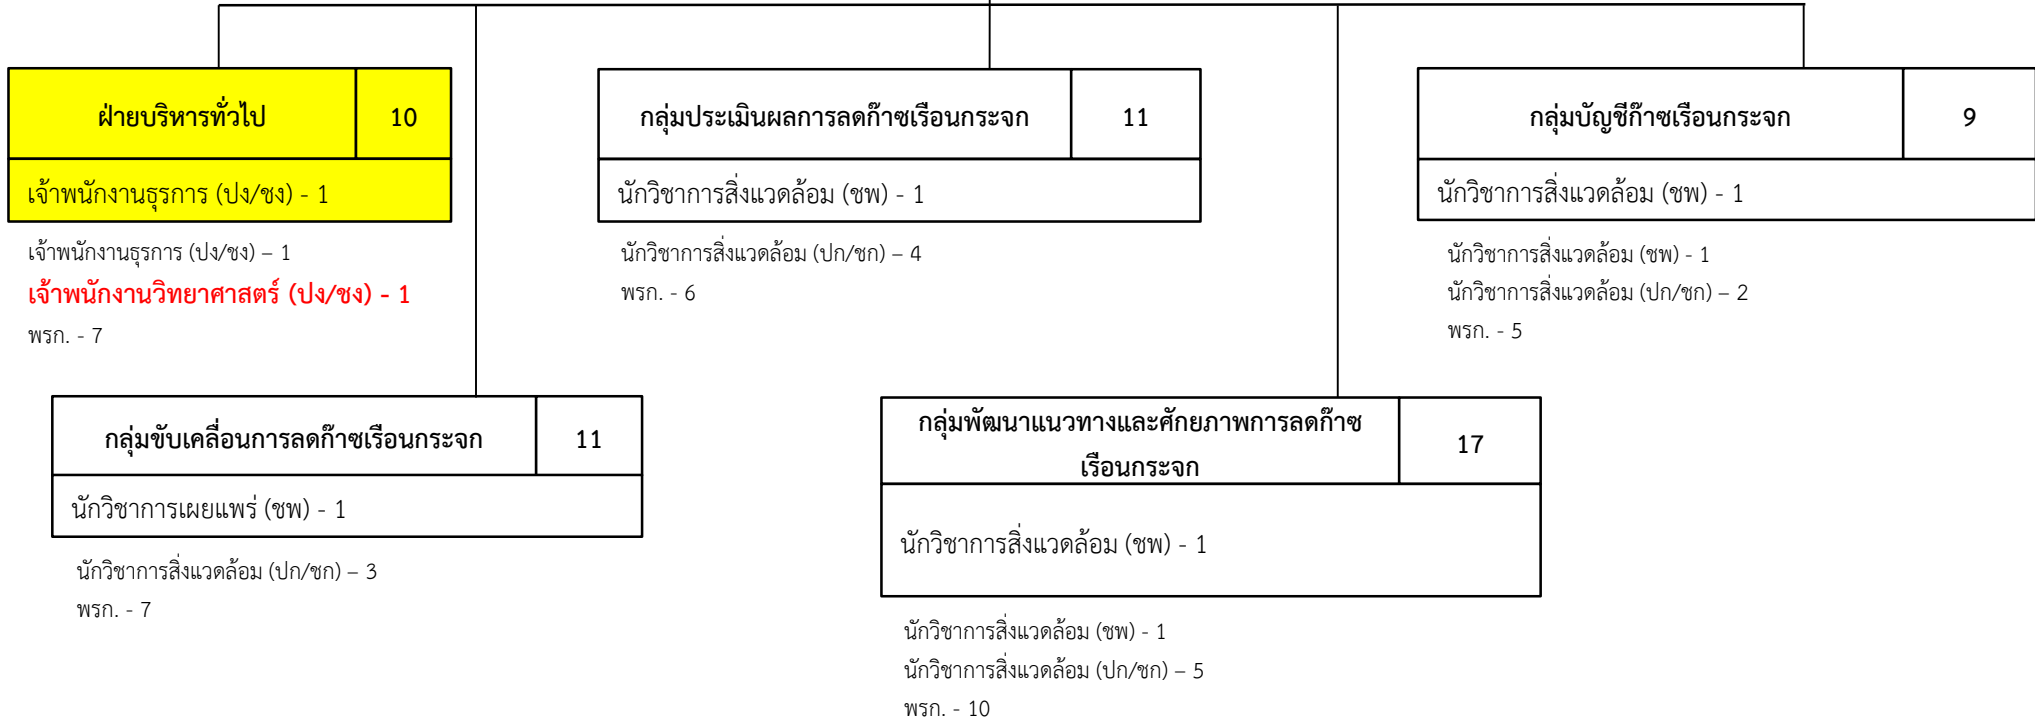 ฝ่ายบริหารทั่วไป 10
เจ้าพนักงานธุรการ (ปง/ชง) - 1
เจ้าพนักงานธุรการ (ปง/ชง) – 1
เจ้าพนักงานวิทยาศาสตร์ (ปง/ชง) - 1
พรก. - 7
กลุ่มประเมินผลการลดก๊าซเรือนกระจก 11
นักวิชาการสิ่งแวดล้อม (ชพ) - 1
นักวิชาการสิ่งแวดล้อม (ปก/ชก) – 4
พรก. - 6
กลุ่มบัญชีก๊าซเรือนกระจก 9
นักวิชาการสิ่งแวดล้อม (ชพ) - 1
นักวิชาการสิ่งแวดล้อม (ชพ) - 1
นักวิชาการสิ่งแวดล้อม (ปก/ชก) – 2
พรก. - 5
กลุ่มขับเคลื่อนการลดก๊าซเรือนกระจก 11
นักวิชาการเผยแพร่ (ชพ) - 1
นักวิชาการสิ่งแวดล้อม (ปก/ชก) – 3
พรก. - 7
กลุ่มพัฒนาแนวทางและศักยภาพการลดก๊าซ
เรือนกระจก 17
นักวิชาการสิ่งแวดล้อม (ชพ) - 1
นักวิชาการสิ่งแวดล้อม (ชพ) - 1
นักวิชาการสิ่งแวดล้อม (ปก/ชก) – 5
พรก. - 10